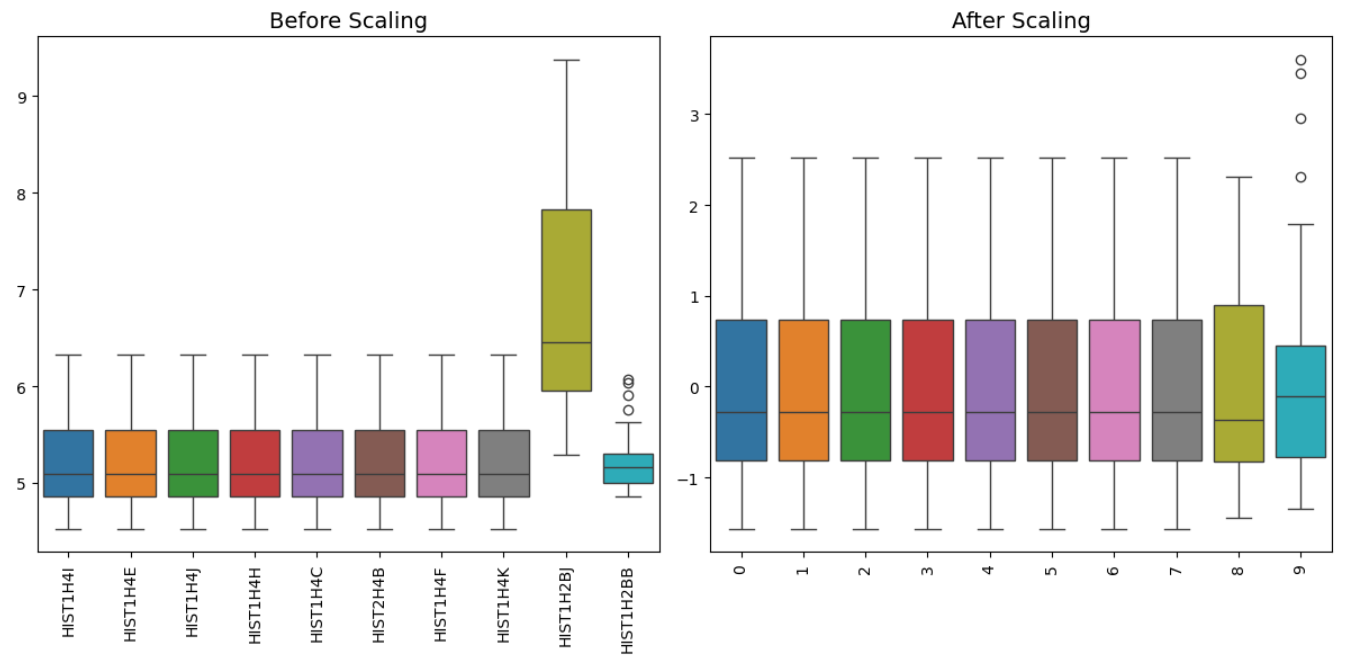 Before Scaling
9
8
7
6
5
HIST1H4I
HIST1H4E
HIST1H4J
HIST1H4H
HIST1H4C
HIST2H4B
HIST1H4F
HIST1H4K
HIST1H2BJ
HIST1H2BB
After Scaling
3
2
1
0
−1
0
1
2
3
4
5
6
7
8
9